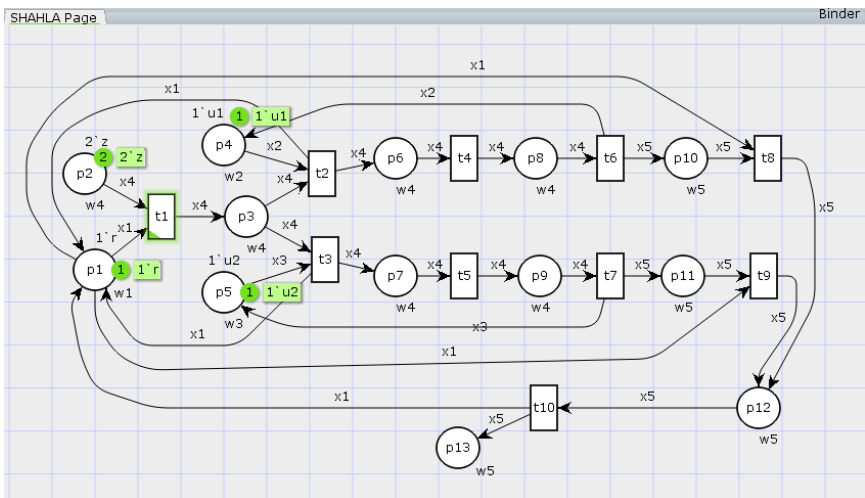 SHAHLA Page
Binder
x1
x1
x2
1`u1 1 1`u1
p4
x2
w2
2`z
2 2`z
p2
x4
w4
t1
x4
p3
w4
x4
x4
t2
x4
p6
w4
x4
t4
x4
p8
w4
x4
t6
x5
p10
w5
x5
t8
x5
1`r
x1
p1
1 1`r
w1
1`u2
x3
p5
1 1`u2
w3
t3
x4
p7
w4
x4
t5
x4
p9
w4
x4
t7
x5
p11
w5
x5
t9
x5
x1
x3
x1
x1
t10
x5
p12
w5
x5
p13
w5